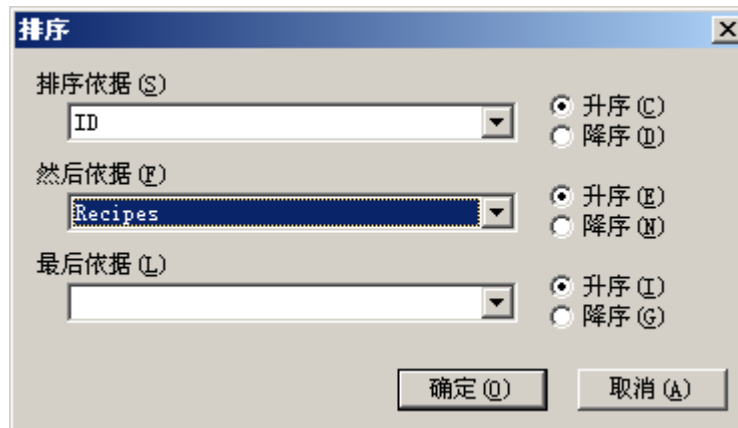 排序
排序依据(S)
ID
升序(C)
降序(D)
然后依据(F)
Recipes
升序(E)
降序(N)
最后依据(L)
升序(I)
降序(G)
确定(O)
取消(A)